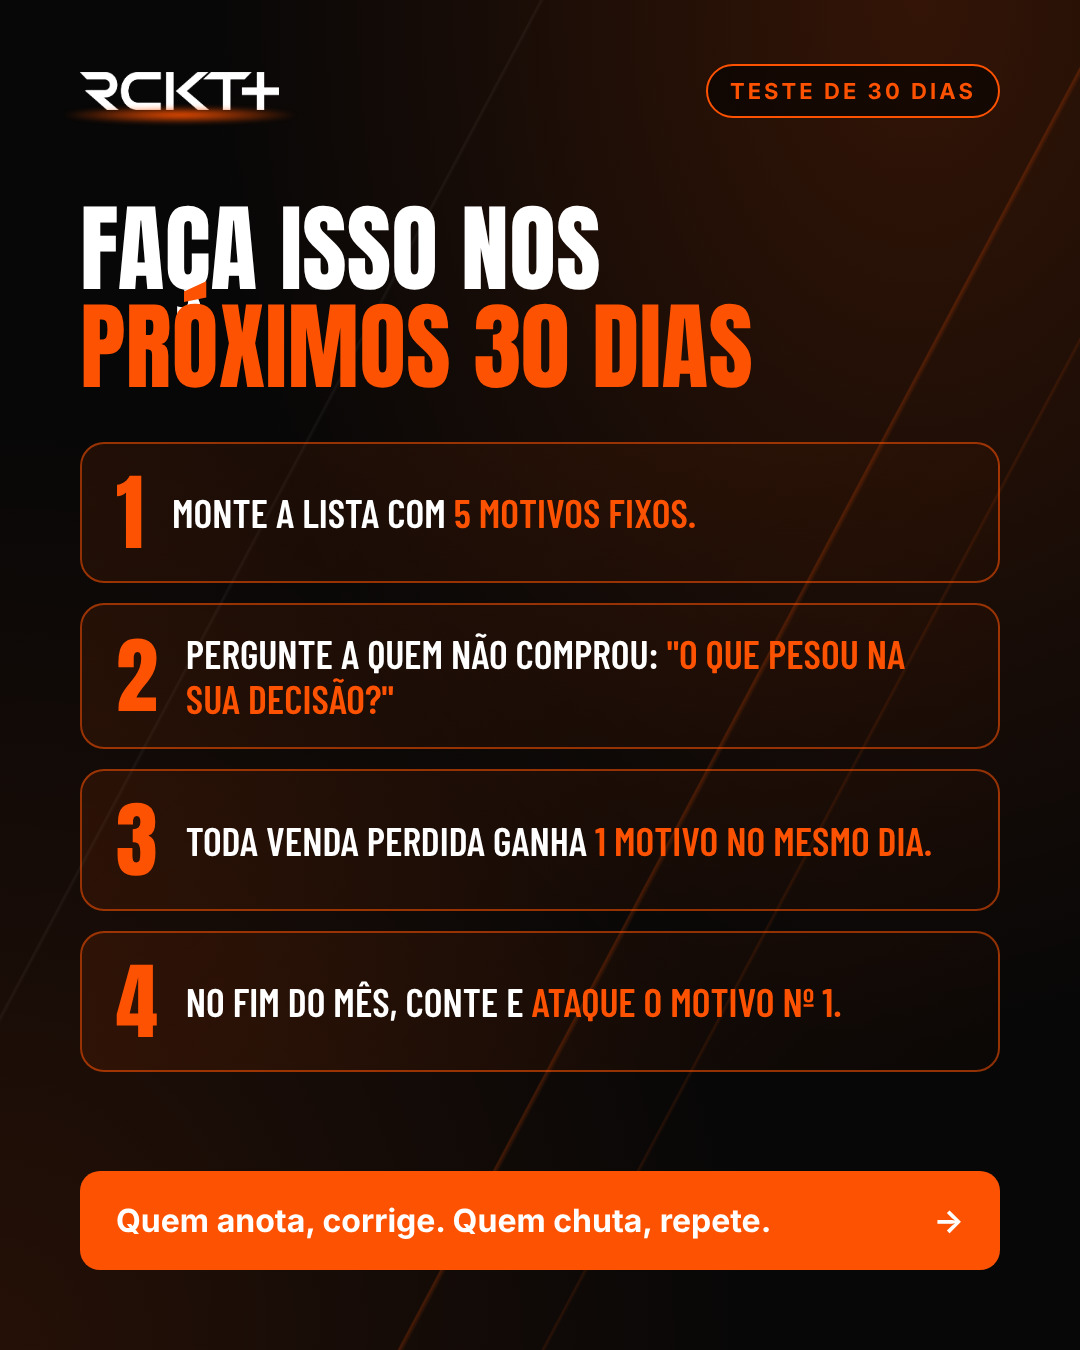 RCKT+
TESTE DE 30 DIAS
FAÇA ISSO NOS
PRÓXIMOS 30 DIAS
1
MONTE A LISTA COM 5 MOTIVOS FIXOS.
2
PERGUNTE A QUEM NÃO COMPROU: "O QUE PESOU NA
SUA DECISÃO?"
3
TODA VENDA PERDIDA GANHA 1 MOTIVO NO MESMO DIA.
4
NO FIM DO MÊS, CONTE E ATAQUE O MOTIVO Nº 1.
Quem anota, corrige. Quem chuta, repete. →